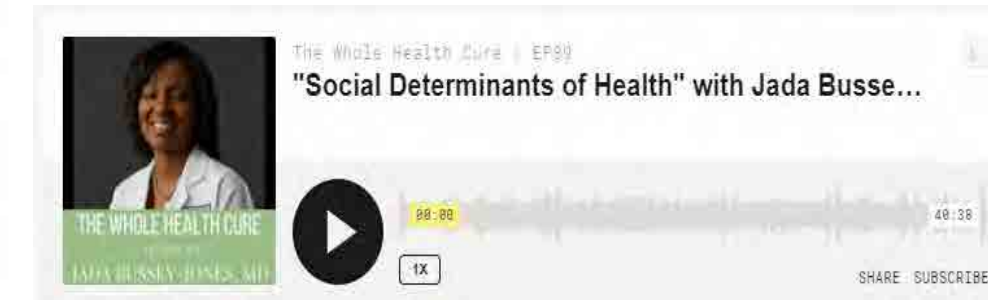 The Whole Health Cure | EP89
"Social Determinants of Health" with Jada Busse...
THE WHOLE HEALTH CURE
JADA BUSSEY-JONES, MD
00:00
40:38
1X
SHARE SUBSCRIBE